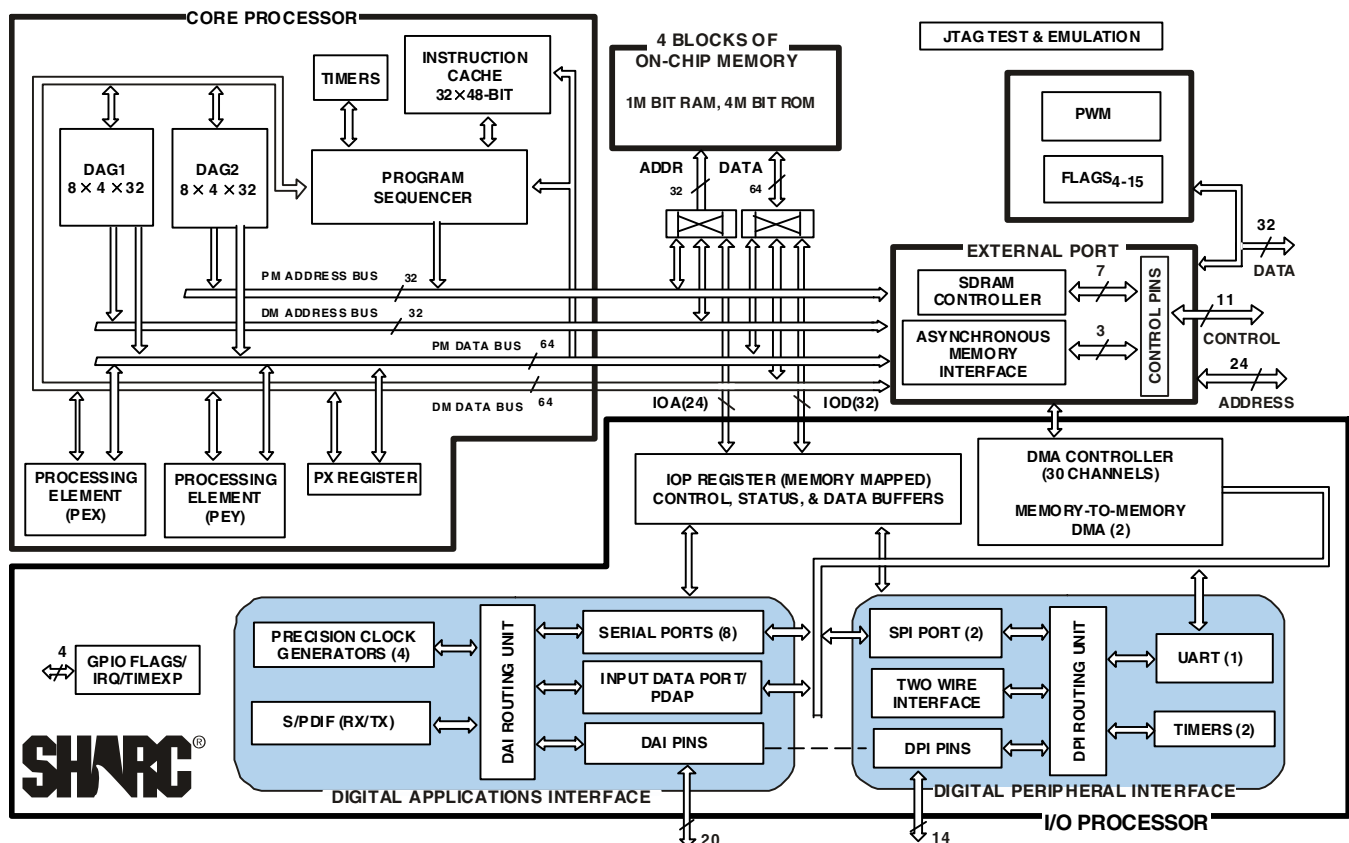 CORE PROCESSOR
TIMERS
INSTRUCTION
CACHE
32×48-BIT
DAG1
8×4×32
DAG2
8×4×32
PROGRAM
SEQUENCER
PM ADDRESS BUS
32
DM ADDRESS BUS
32
PM DATA BUS
64
DM DATA BUS
64
PROCESSING
ELEMENT
(PEX)
PROCESSING
ELEMENT
(PEY)
PX REGISTER
4 BLOCKS OF
ON-CHIP MEMORY
1M BIT RAM, 4M BIT ROM
ADDR
DATA
32
64
IOA(24)
IOD(32)
JTAG TEST & EMULATION
PWM
FLAGS4-15
EXTERNAL PORT
SDRAM
CONTROLLER
7
ASYNCHRONOUS
MEMORY
INTERFACE
3
CONTROL PINS
32
DATA
11
CONTROL
24
ADDRESS
IOP REGISTER (MEMORY MAPPED)
CONTROL, STATUS, & DATA BUFFERS
DMA CONTROLLER
(30 CHANNELS)
MEMORY-TO-MEMORY
DMA (2)
4
GPIO FLAGS/
IRQ/TIMEXP
PRECISION CLOCK
GENERATORS (4)
S/PDIF (RX/TX)
DAI ROUTING UNIT
SERIAL PORTS (8)
INPUT DATA PORT/
PDAP
DAI PINS
DIGITAL APPLICATIONS INTERFACE
20
SPI PORT (2)
TWO WIRE
INTERFACE
DPI PINS
DPI ROUTING UNIT
UART (1)
TIMERS (2)
DIGITAL PERIPHERAL INTERFACE
14
I/O PROCESSOR
SHARC®